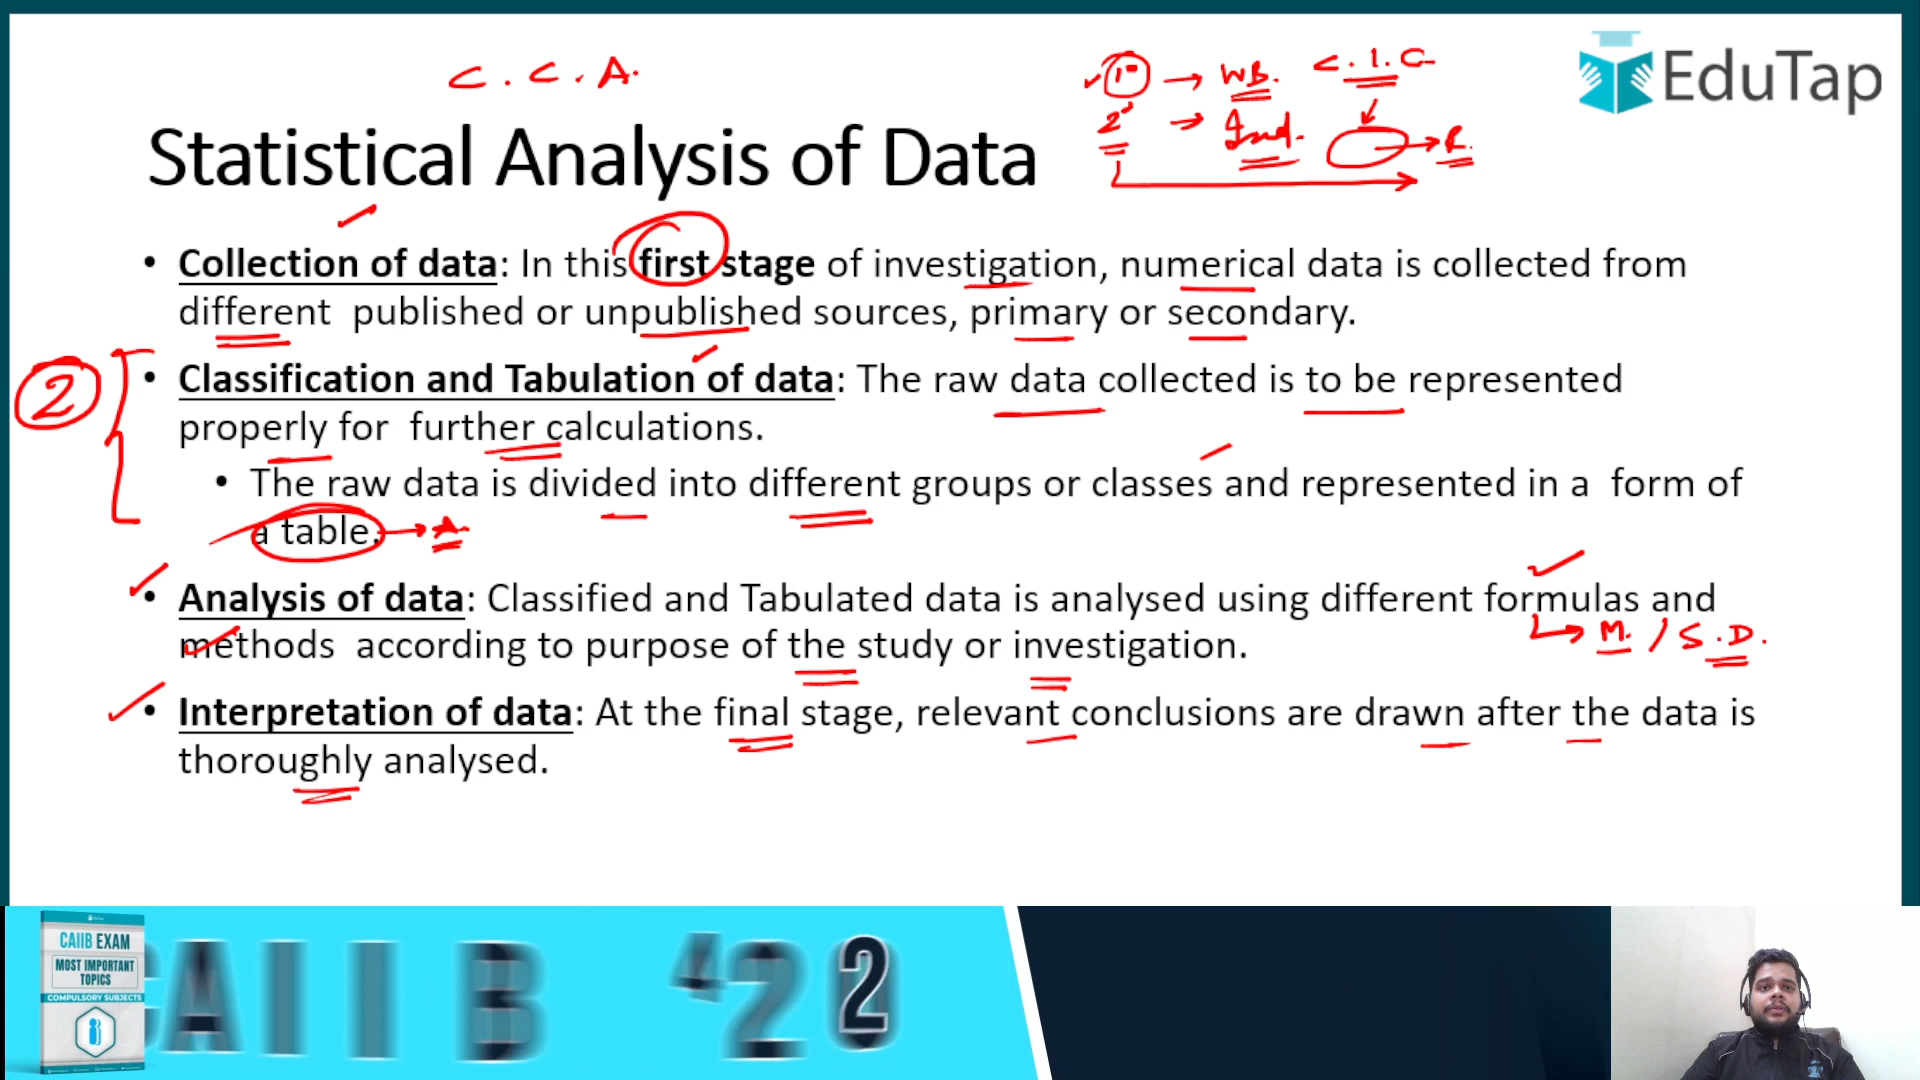 C. C. A.
1° → WB. C.I.C
2° → Ind. → R.
EduTap
Statistical Analysis of Data
• Collection of data: In this first stage of investigation, numerical data is collected from
different published or unpublished sources, primary or secondary.
2
• Classification and Tabulation of data: The raw data collected is to be represented
properly for further calculations.
• The raw data is divided into different groups or classes and represented in a form of
a table. → A
• Analysis of data: Classified and Tabulated data is analysed using different formulas and
methods according to purpose of the study or investigation.
→ M. / S.D.
• Interpretation of data: At the final stage, relevant conclusions are drawn after the data is
thoroughly analysed.
CAIIB EXAM
MOST IMPORTANT
TOPICS
COMPULSORY SUBJECTS